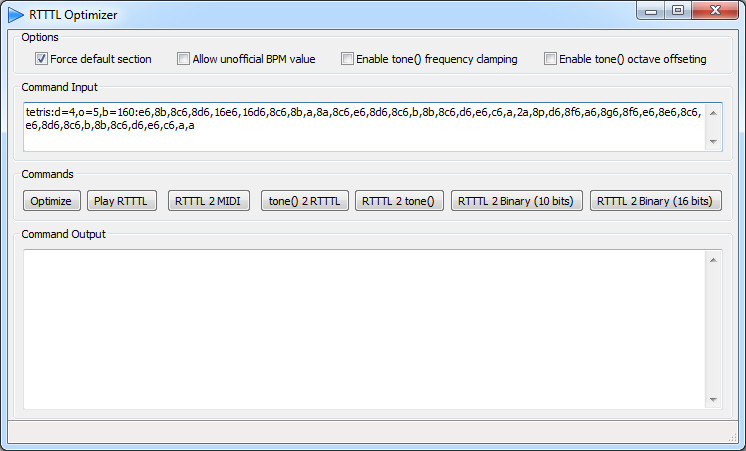 RTTTL Optimizer
Options
Force default section Allow unofficial BPM value Enable tone() frequency clamping Enable tone() octave offseting
Command Input
tetris:d=4,o=5,b=160:e6,8b,8c6,8d6,16e6,16d6,8c6,8b,a,8a,8c6,e6,8d6,8c6,b,8b,8c6,d6,e6,c6,a,2a,8p,d6,8f6,a6,8g6,8f6,e6,8e6,8c6,
e6,8d6,8c6,b,8b,8c6,d6,e6,c6,a,a
Commands
Optimize Play RTTTL RTTTL 2 MIDI tone() 2 RTTTL RTTTL 2 tone() RTTTL 2 Binary (10 bits) RTTTL 2 Binary (16 bits)
Command Output